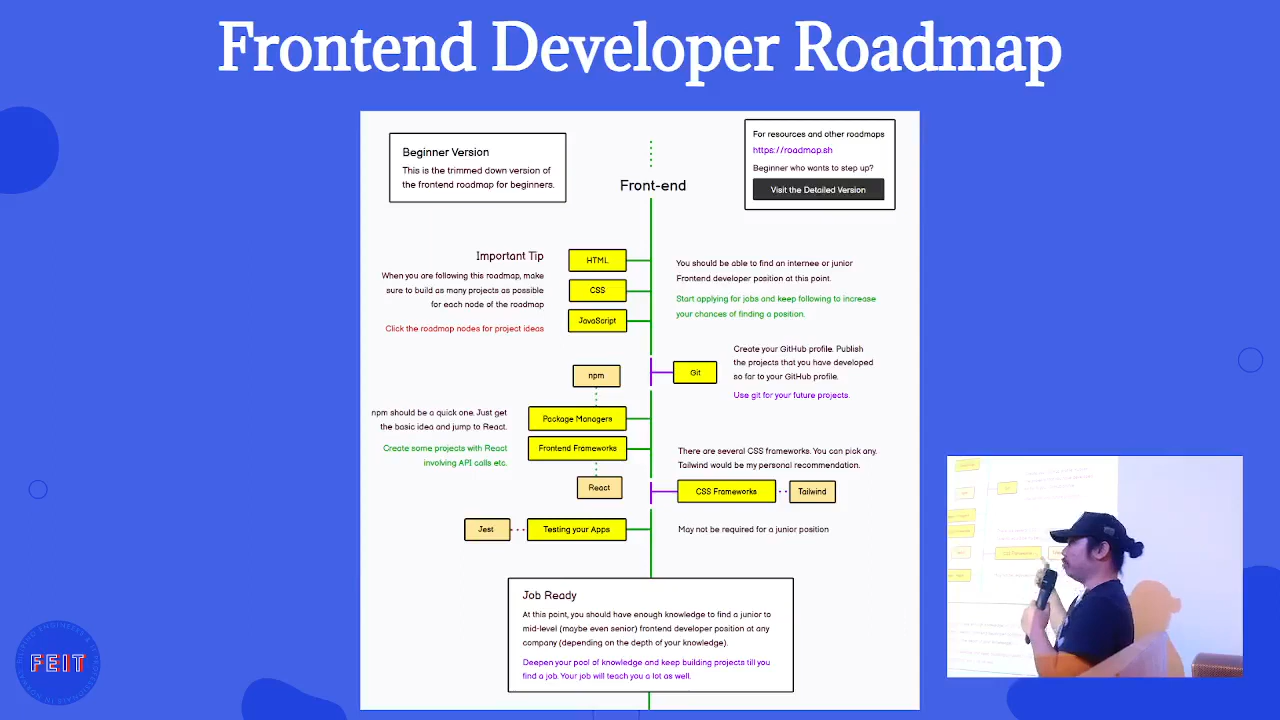 Frontend Developer Roadmap
Beginner Version
This is the trimmed down version of
the frontend roadmap for beginners.
For resources and other roadmaps
https://roadmap.sh
Beginner who wants to step up?
Visit the Detailed Version
Front-end
Important Tip
When you are following this roadmap, make
sure to build as many projects as possible
for each node of the roadmap
Click the roadmap nodes for project ideas
HTML
CSS
JavaScript
You should be able to find an internee or junior
Frontend developer position at this point.
Start applying for jobs and keep following to increase
your chances of finding a position.
Create your GitHub profile. Publish
the projects that you have developed
so far to your GitHub profile.
Use git for your future projects.
Git
npm
npm should be a quick one. Just get
the basic idea and jump to React.
Create some projects with React
involving API calls etc.
Package Managers
Frontend Frameworks
React
There are several CSS frameworks. You can pick any.
Tailwind would be my personal recommendation.
CSS Frameworks
Tailwind
Jest
Testing your Apps
May not be required for a junior position
Job Ready
At this point, you should have enough knowledge to find a junior to
mid-level (maybe even senior) frontend developer position at any
company (depending on the depth of your knowledge).
Deepen your pool of knowledge and keep building projects till you
find a job. Your job will teach you a lot as well.
FEIT